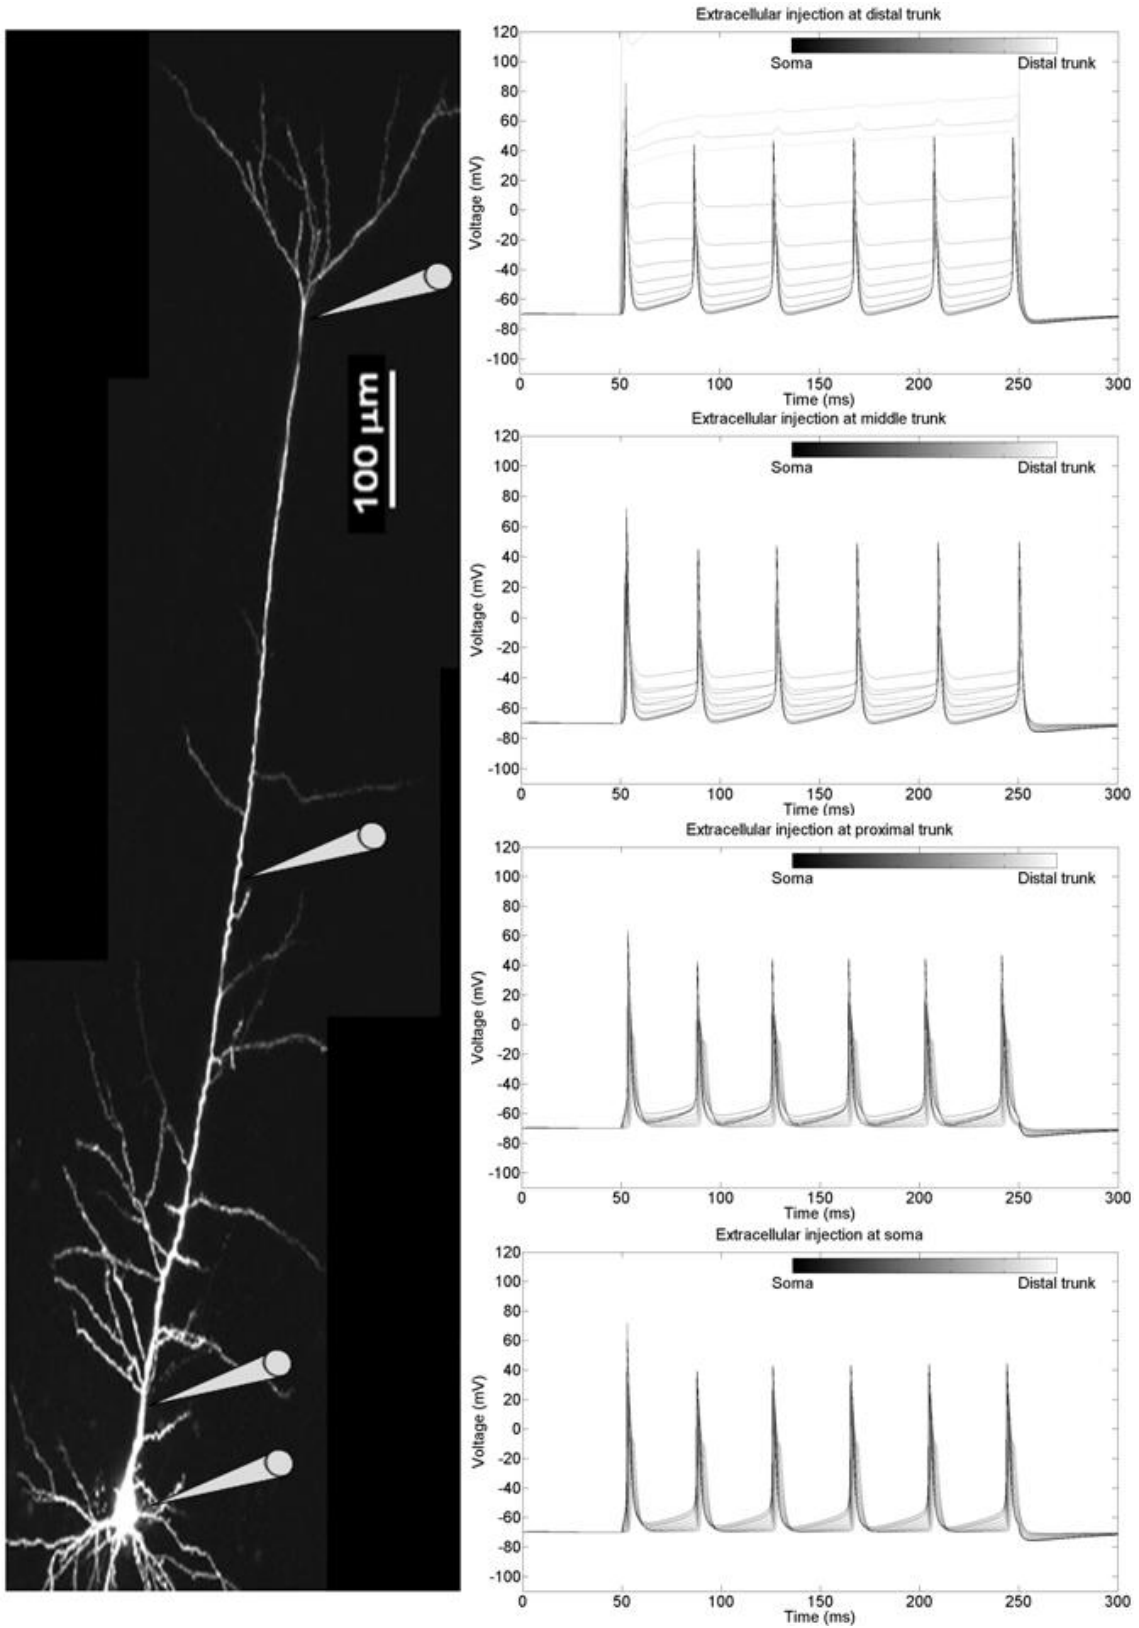 100 µm
Extracellular injection at distal trunk
120
100
80
60
40
20
0
-20
-40
-60
-80
-100
Voltage (mV)
Soma
Distal trunk
0 50 100 150 200 250 300
Time (ms)
Extracellular injection at middle trunk
120
100
80
60
40
20
0
-20
-40
-60
-80
-100
Voltage (mV)
Soma
Distal trunk
0 50 100 150 200 250 300
Time (ms)
Extracellular injection at proximal trunk
120
100
80
60
40
20
0
-20
-40
-60
-80
-100
Voltage (mV)
Soma
Distal trunk
0 50 100 150 200 250 300
Time (ms)
Extracellular injection at soma
120
100
80
60
40
20
0
-20
-40
-60
-80
-100
Voltage (mV)
Soma
Distal trunk
0 50 100 150 200 250 300
Time (ms)